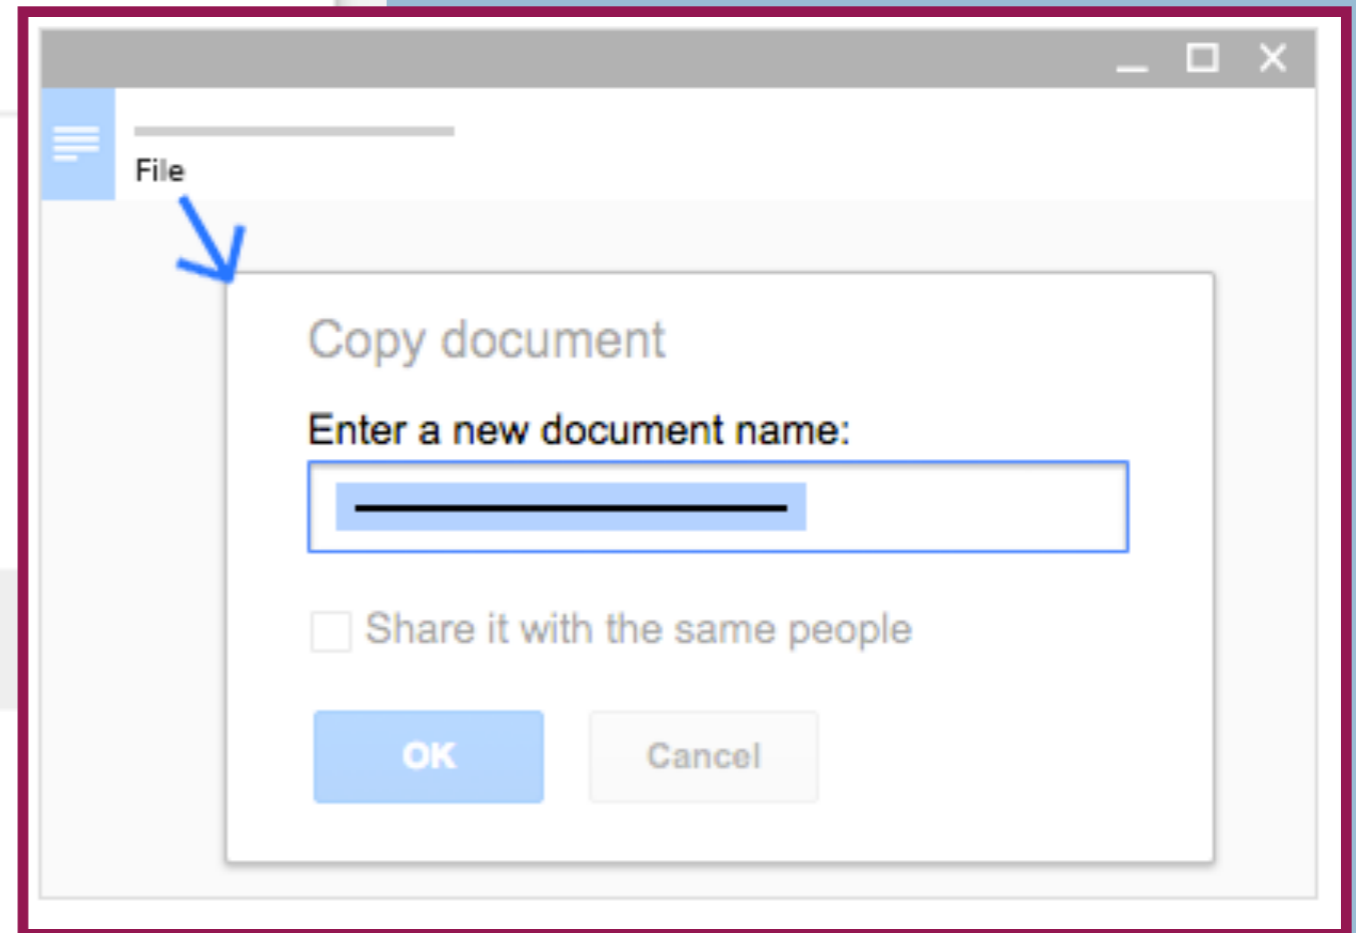 File
Copy document
Enter a new document name:
Share it with the same people
OK
Cancel